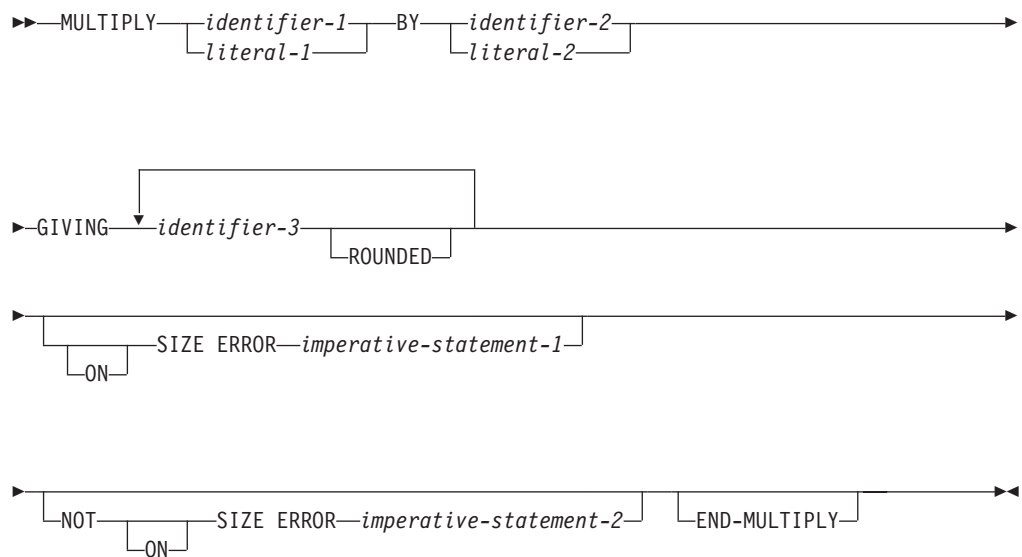 MULTIPLY identifier-1 BY identifier-2
literal-1 literal-2
GIVING identifier-3
ROUNDED
SIZE ERROR imperative-statement-1
ON
NOT SIZE ERROR imperative-statement-2 END-MULTIPLY
ON